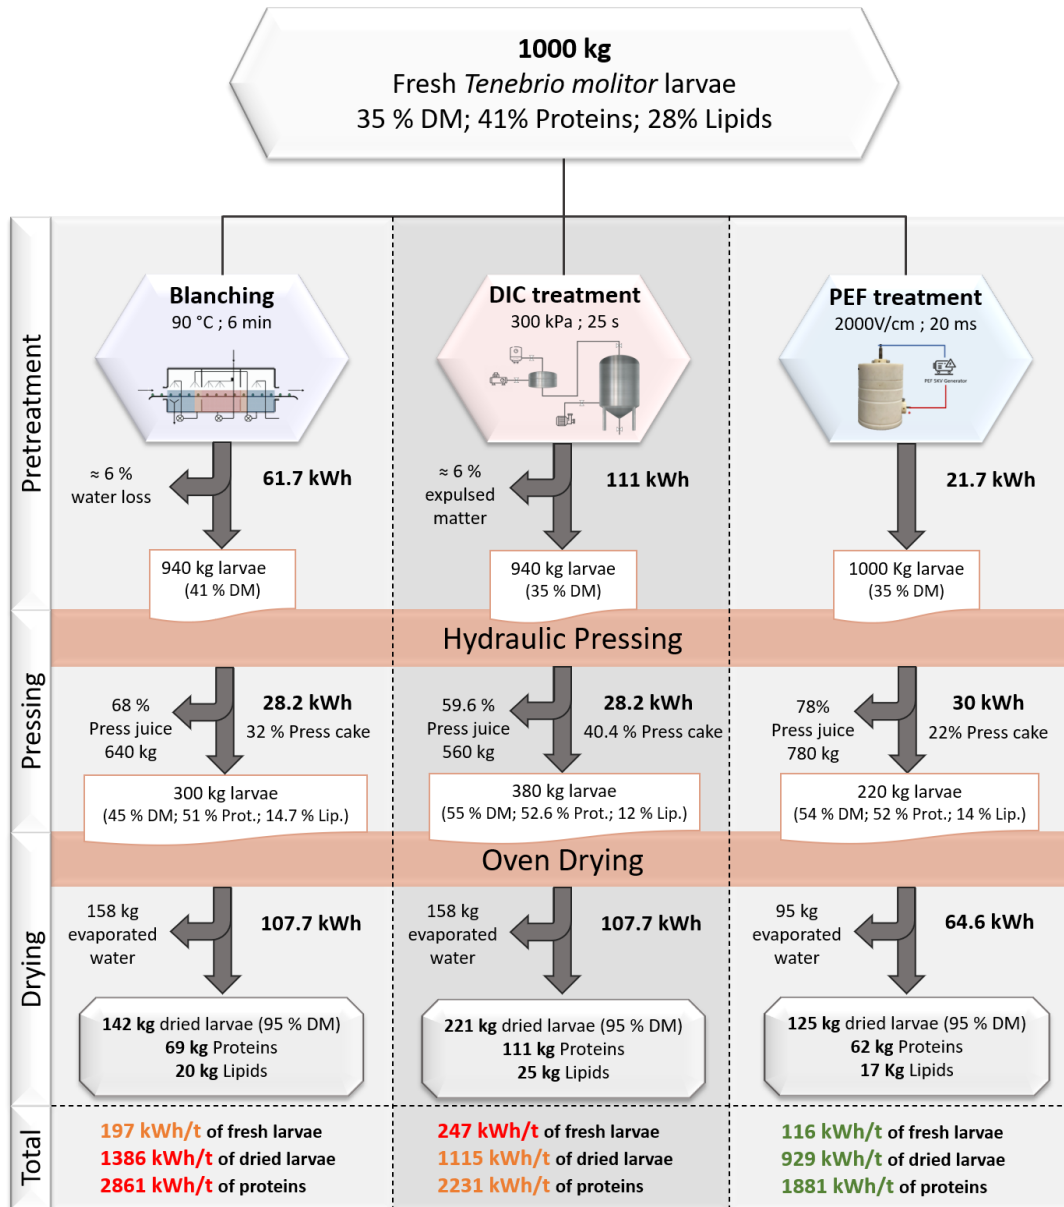 1000 kg
Fresh Tenebrio molitor larvae
35 % DM; 41% Proteins; 28% Lipids
Pretreatment
Blanching
90 °C ; 6 min
≈ 6 %
water loss
61.7 kWh
940 kg larvae
(41 % DM)
DIC treatment
300 kPa ; 25 s
≈ 6 %
expulsed
matter
111 kWh
940 kg larvae
(35 % DM)
PEF treatment
2000V/cm ; 20 ms
PEF 5KV Generator
21.7 kWh
1000 Kg larvae
(35 % DM)
Hydraulic Pressing
Pressing
68 %
Press juice
640 kg
28.2 kWh
32 % Press cake
300 kg larvae
(45 % DM; 51 % Prot.; 14.7 % Lip.)
59.6 %
Press juice
560 kg
28.2 kWh
40.4 % Press cake
380 kg larvae
(55 % DM; 52.6 % Prot.; 12 % Lip.)
78%
Press juice
780 kg
30 kWh
22% Press cake
220 kg larvae
(54 % DM; 52 % Prot.; 14 % Lip.)
Oven Drying
Drying
158 kg
evaporated
water
107.7 kWh
142 kg dried larvae (95 % DM)
69 kg Proteins
20 kg Lipids
158 kg
evaporated
water
107.7 kWh
221 kg dried larvae (95 % DM)
111 kg Proteins
25 kg Lipids
95 kg
evaporated
water
64.6 kWh
125 kg dried larvae (95 % DM)
62 kg Proteins
17 Kg Lipids
Total
197 kWh/t of fresh larvae
1386 kWh/t of dried larvae
2861 kWh/t of proteins
247 kWh/t of fresh larvae
1115 kWh/t of dried larvae
2231 kWh/t of proteins
116 kWh/t of fresh larvae
929 kWh/t of dried larvae
1881 kWh/t of proteins